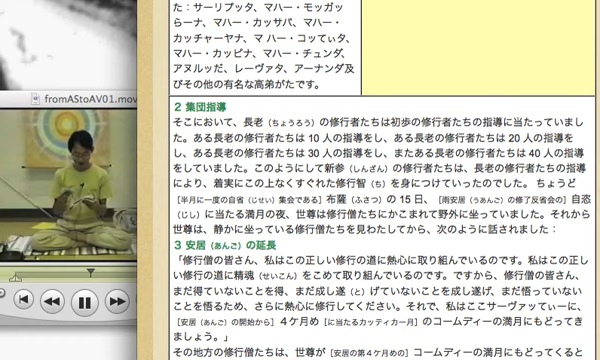 た：サーリプッタ、マハー・モッガッ
らーナ、マハー・カッサパ、マハー・
カッチャーヤナ、マ ハー・コッてぃタ、
マハー・カッピナ、マハー・チュンダ、
アヌルッだ、レーヴァタ、アーナンダ及
びその他の有名な高弟がたです。
fromAStoAV01.mov
2 集団指導
そこにおいて、長老（ちょうろう）の修行者たちは初歩の修行者たちの指導に当たっていまし
た。ある長老の修行者たちは 10 人の指導をし、ある長老の修行者たちは 20 人の指導を
し、ある長老の修行者たちは 30 人の指導をし、またある長老の修行者たちは 40 人の指導
をしていました。このようにして新参（しんざん）の修行者たちは、長老の修行者たちの指導
により、着実にこの上なくすぐれた修行智（ち）を身につけていったのでした。 ちょうど
［半月に一度の自省（じせい）集会である］布薩（ふさつ）の 15 日、［雨安居（うあんご）の修了反省会の］自恣
（じし）に当たる満月の夜、世尊は修行僧たちにかこまれて野外に坐っていました。それから
世尊は、静かに坐っている修行僧たちを見わたしてから、次のように話されました：
3 安居（あんご）の延長
「修行僧の皆さん、私はこの正しい修行の道に熱心に取り組んでいるのです。私はこの正し
い修行の道に精魂（せいこん）をこめて取り組んでいるのです。ですから、修行僧の皆さん、
まだ得ていないことを得、まだ成し遂（と）げていないことを成し遂げ、まだ悟っていない
ことを悟るため、さらに熱心に修行してください。それで、私はここサーヴァッてぃーに、
［安居（あんご）の開始から］４ケ月め［に当たるカッティカー月］のコームディーの満月にもどってき
ましょう。」
その地方の修行僧たちは、世尊が［安居の第４ケ月めの］コームディーの満月にもどってくると